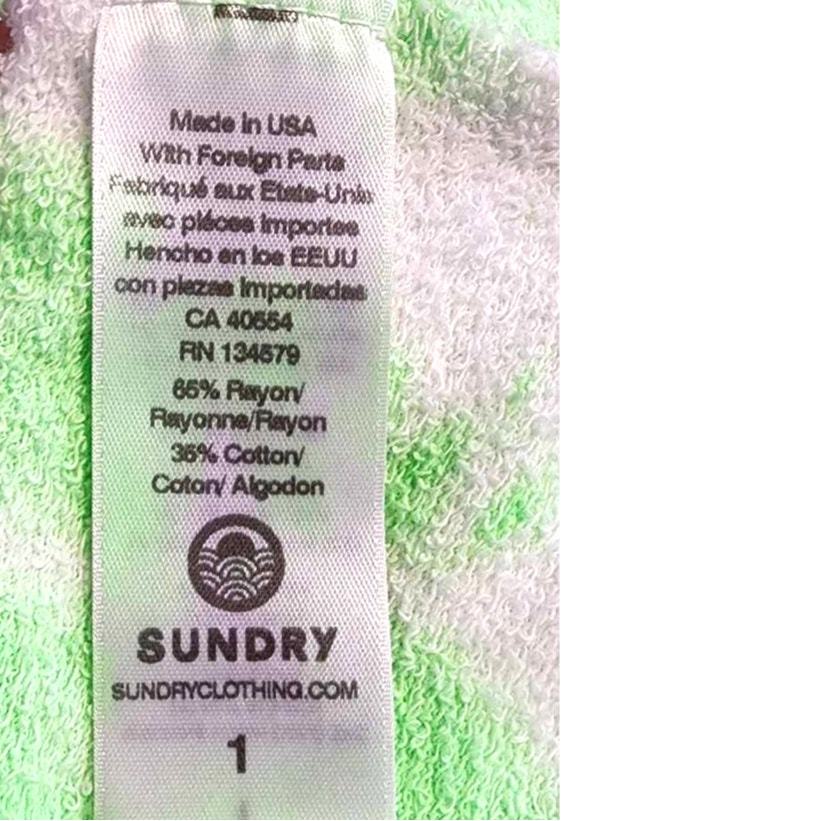 Made in USA
With Foreign Parts
Fabriqué aux Etats-Unis
avec piéces importes
Hencho en los EEUU
con piezas importadas
CA 40554
RN 134579
65% Rayon/
Rayonne/Rayon
35% Cotton/
Coton/ Algodon
SUNDRY
SUNDRYCLOTHING.COM
1